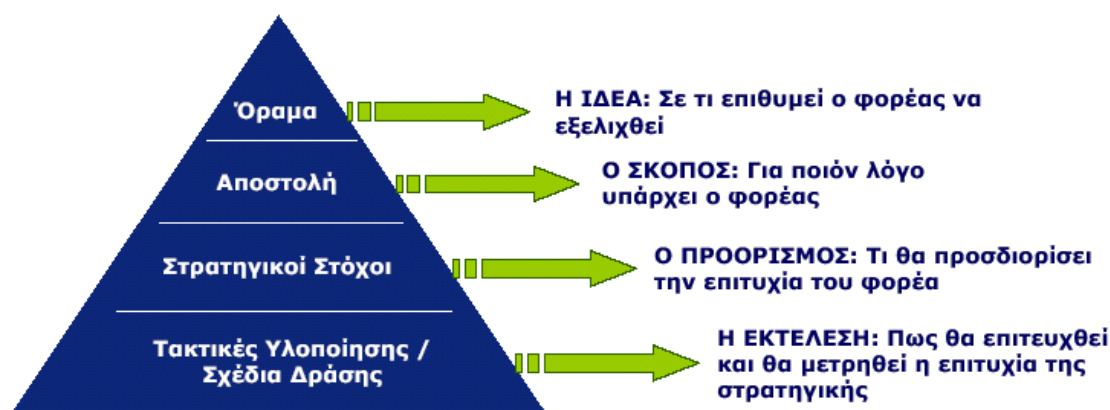 Όραμα
Η ΙΔΕΑ: Σε τι επιθυμεί ο φορέας να
εξελιχθεί
Αποστολή
Ο ΣΚΟΠΟΣ: Για ποιόν λόγο
υπάρχει ο φορέας
Στρατηγικοί Στόχοι
Ο ΠΡΟΟΡΙΣΜΟΣ: Τι θα προσδιορίσει
την επιτυχία του φορέα
Τακτικές Υλοποίησης /
Σχέδια Δράσης
Η ΕΚΤΕΛΕΣΗ: Πως θα επιτευχθεί
και θα μετρηθεί η επιτυχία της
στρατηγικής